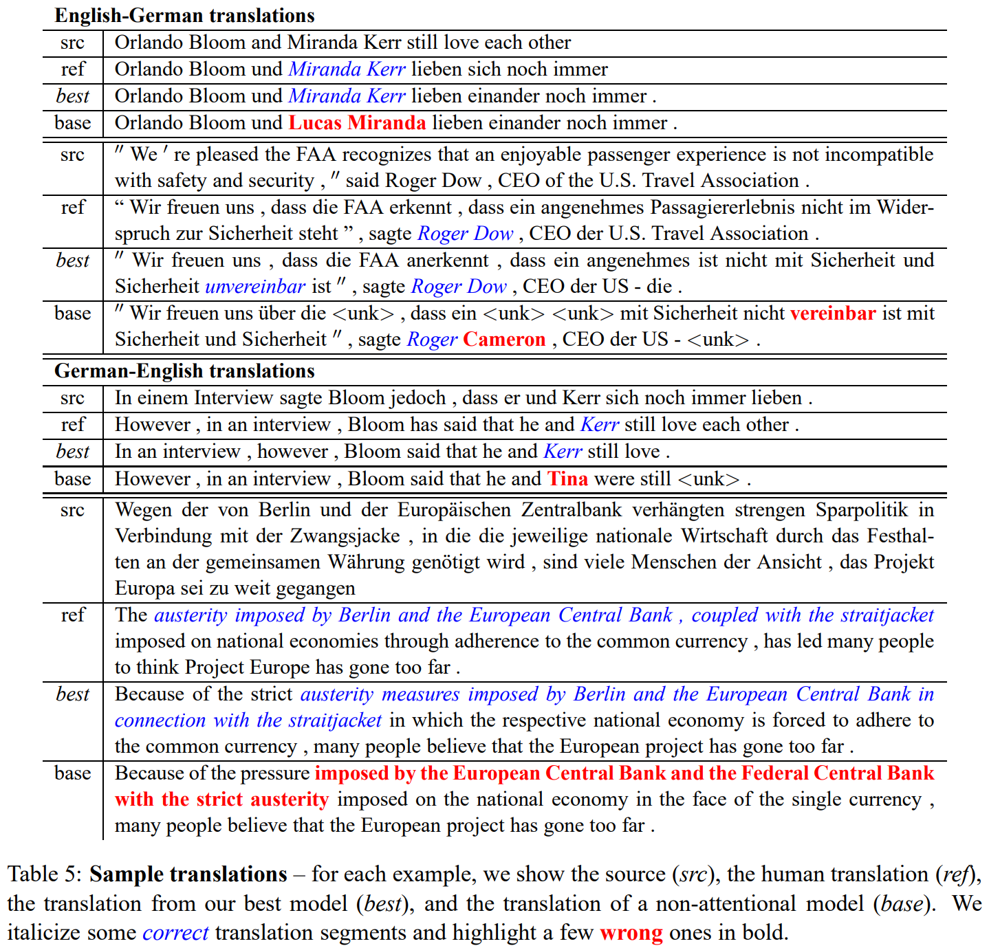 English-German translations
src Orlando Bloom and Miranda Kerr still love each other
ref Orlando Bloom und Miranda Kerr lieben sich noch immer
best Orlando Bloom und Miranda Kerr lieben einander noch immer .
base Orlando Bloom und Lucas Miranda lieben einander noch immer .
src ″ We ′ re pleased the FAA recognizes that an enjoyable passenger experience is not incompatible
with safety and security , ″ said Roger Dow , CEO of the U.S. Travel Association .
ref “ Wir freuen uns , dass die FAA erkennt , dass ein angenehmes Passagiererlebnis nicht im Wider-
spruch zur Sicherheit steht ” , sagte Roger Dow , CEO der U.S. Travel Association .
best ″ Wir freuen uns , dass die FAA anerkennt , dass ein angenehmes ist nicht mit Sicherheit und
Sicherheit unvereinbar ist ″ , sagte Roger Dow , CEO der US - die .
base ″ Wir freuen uns über die <unk> , dass ein <unk> <unk> mit Sicherheit nicht vereinbar ist mit
Sicherheit und Sicherheit ″ , sagte Roger Cameron , CEO der US - <unk> .
German-English translations
src In einem Interview sagte Bloom jedoch , dass er und Kerr sich noch immer lieben .
ref However , in an interview , Bloom has said that he and Kerr still love each other .
best In an interview , however , Bloom said that he and Kerr still love .
base However , in an interview , Bloom said that he and Tina were still <unk> .
src Wegen der von Berlin und der Europäischen Zentralbank verhängten strengen Sparpolitik in
Verbindung mit der Zwangsjacke , in die die jeweilige nationale Wirtschaft durch das Festhal-
ten an der gemeinsamen Währung genötigt wird , sind viele Menschen der Ansicht , das Projekt
Europa sei zu weit gegangen
ref The austerity imposed by Berlin and the European Central Bank , coupled with the straitjacket
imposed on national economies through adherence to the common currency , has led many people
to think Project Europe has gone too far .
best Because of the strict austerity measures imposed by Berlin and the European Central Bank in
connection with the straitjacket in which the respective national economy is forced to adhere to
the common currency , many people believe that the European project has gone too far .
base Because of the pressure imposed by the European Central Bank and the Federal Central Bank
with the strict austerity imposed on the national economy in the face of the single currency ,
many people believe that the European project has gone too far .
Table 5: Sample translations – for each example, we show the source (src), the human translation (ref),
the translation from our best model (best), and the translation of a non-attentional model (base). We
italicize some correct translation segments and highlight a few wrong ones in bold.